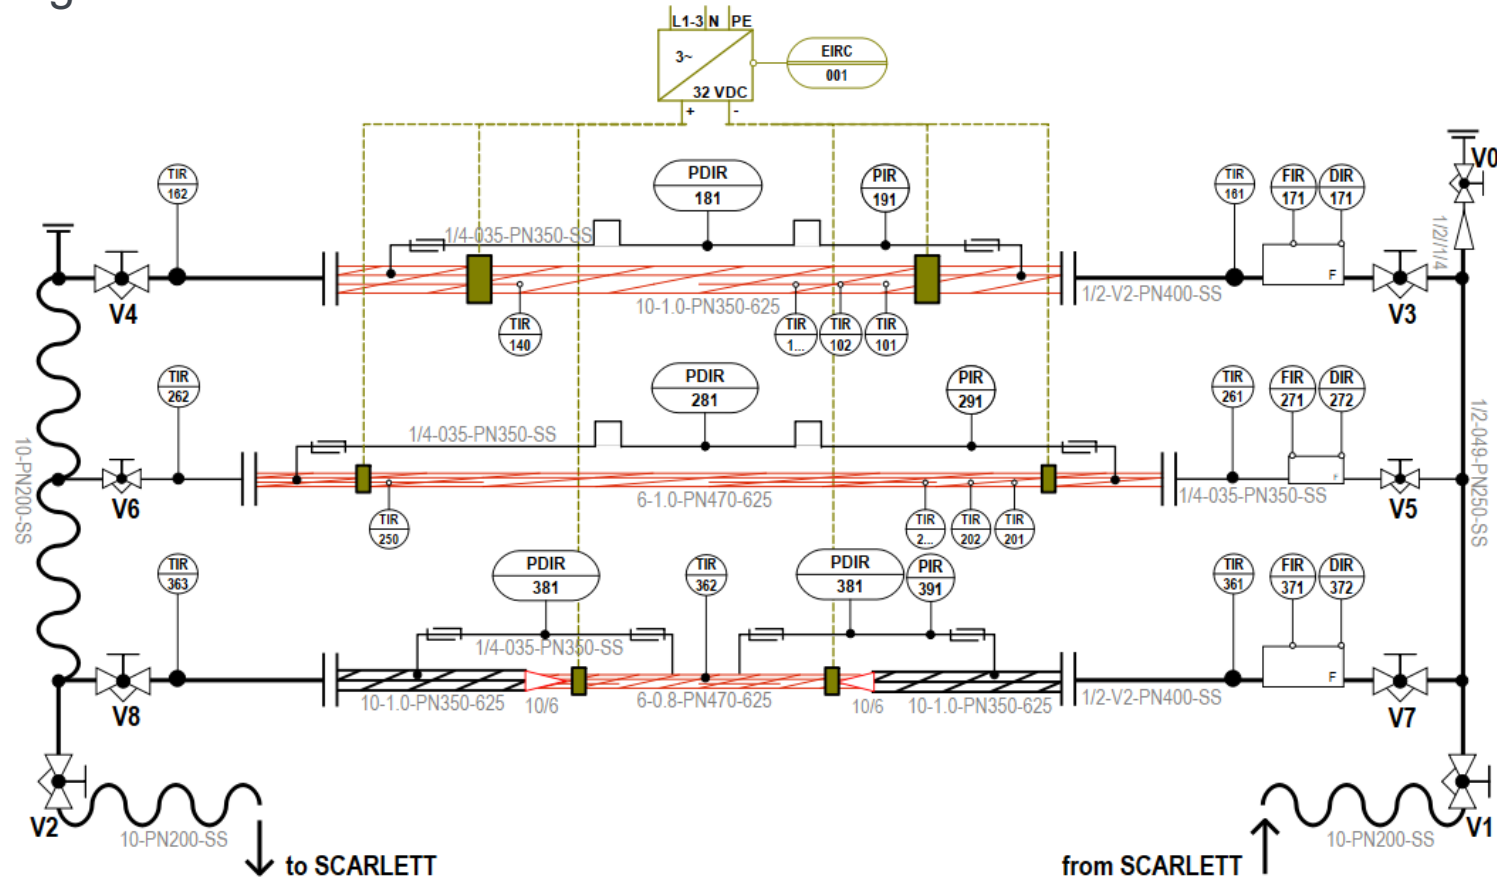 L1-3 N PE
3~
32 VDC
+ -
EIRC
001
V0
TIR
162
PDIR
181
PIR
191
TIR
161
FIR
171
DIR
171
1/4-035-PN350-SS
1/2//1/4
F
10-1.0-PN350-625
1/2-V2-PN400-SS
V4
V3
TIR
140
TIR
1...
TIR
102
TIR
101
TIR
262
PDIR
281
PIR
291
TIR
261
FIR
271
DIR
272
1/4-035-PN350-SS
10-PN200-SS
1/2-049-PN250-SS
F
6-1.0-PN470-625
1/4-035-PN350-SS
V6
V5
TIR
250
TIR
2...
TIR
202
TIR
201
TIR
363
PDIR
381
TIR
362
PDIR
381
PIR
391
TIR
361
FIR
371
DIR
372
1/4-035-PN350-SS
F
10-1.0-PN350-625
10/6
6-0.8-PN470-625
10/6
10-1.0-PN350-625
1/2-V2-PN400-SS
V8
V7
V2
10-PN200-SS
10-PN200-SS
V1
to SCARLETT
from SCARLETT